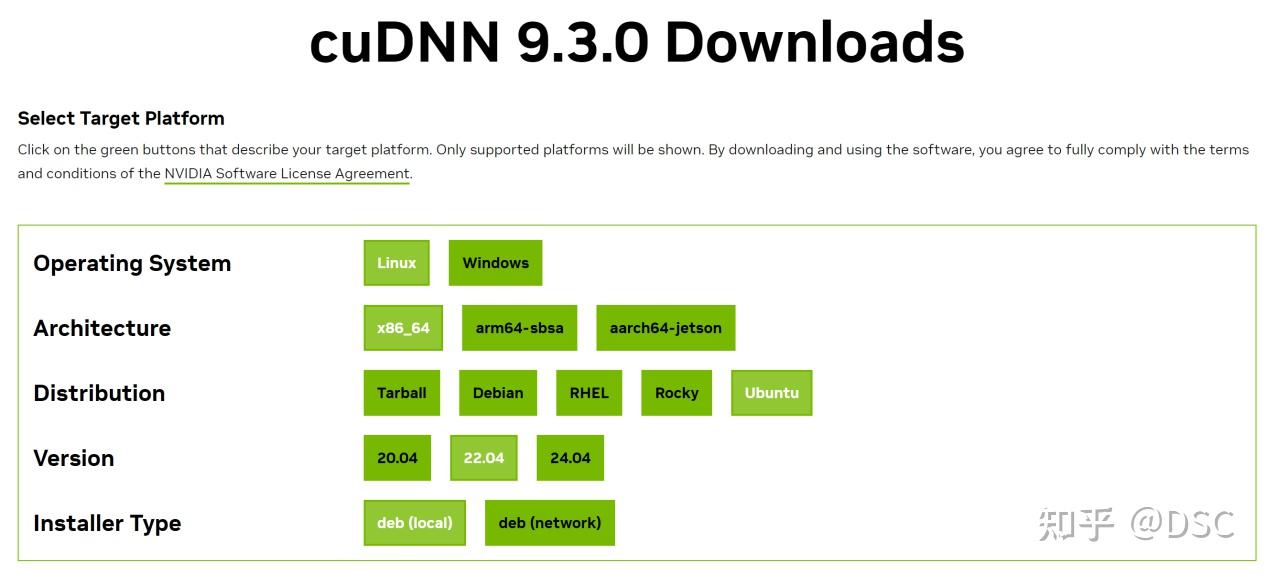 cuDNN 9.3.0 Downloads
Select Target Platform
Click on the green buttons that describe your target platform. Only supported platforms will be shown. By downloading and using the software, you agree to fully comply with the terms
and conditions of the NVIDIA Software License Agreement.
Operating System Linux Windows
Architecture x86_64 arm64-sbsa aarch64-jetson
Distribution Tarball Debian RHEL Rocky Ubuntu
Version 20.04 22.04 24.04
Installer Type deb (local) deb (network)
知乎 @DSC